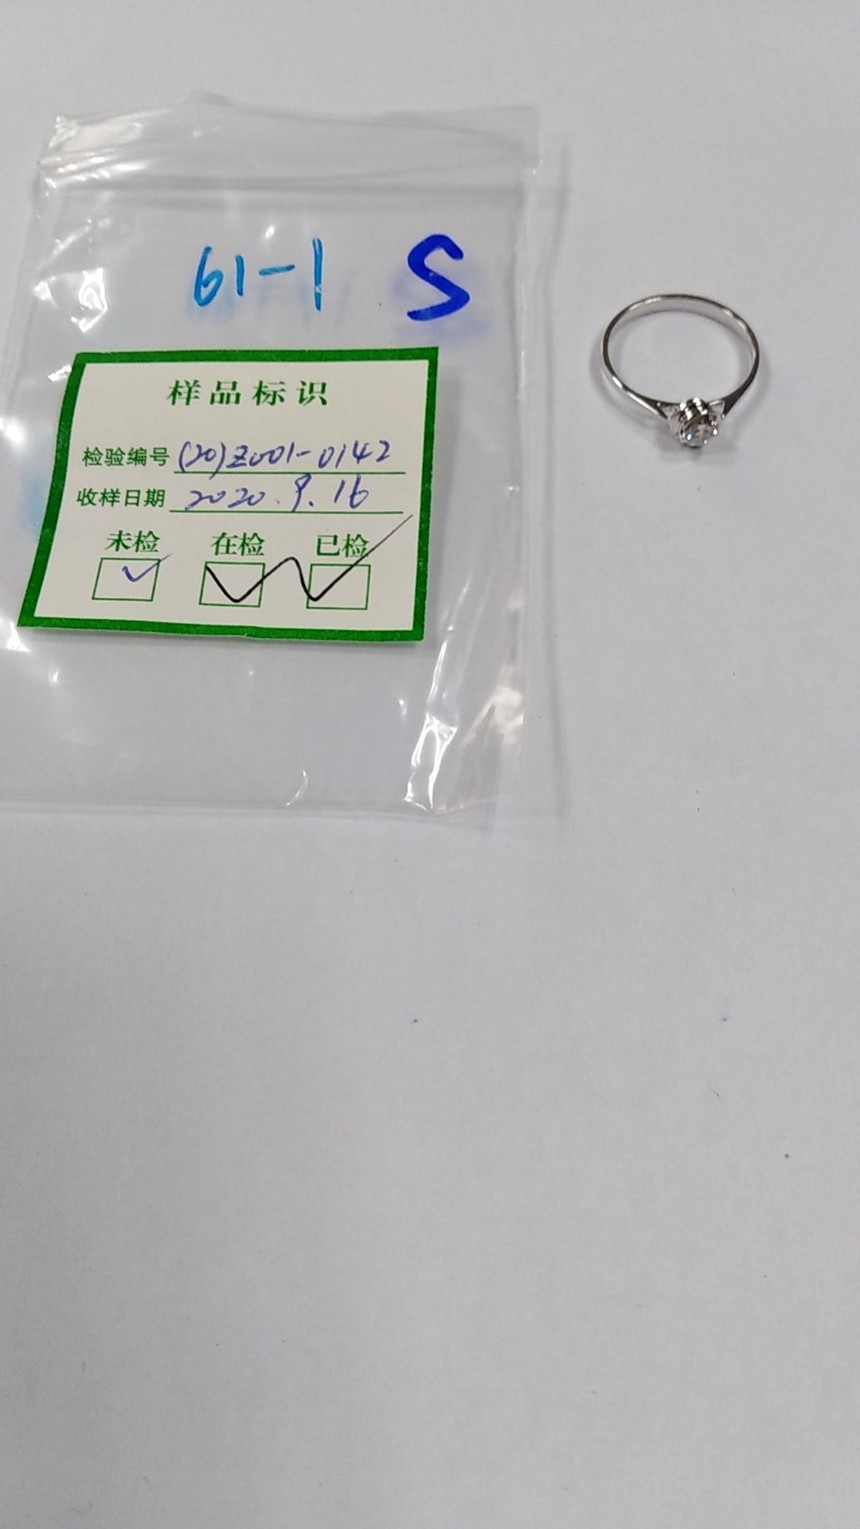 61-1 S
样品标识
检验编号 (20)Z001-0142
收样日期 2020.9.16
未检 在检 已检